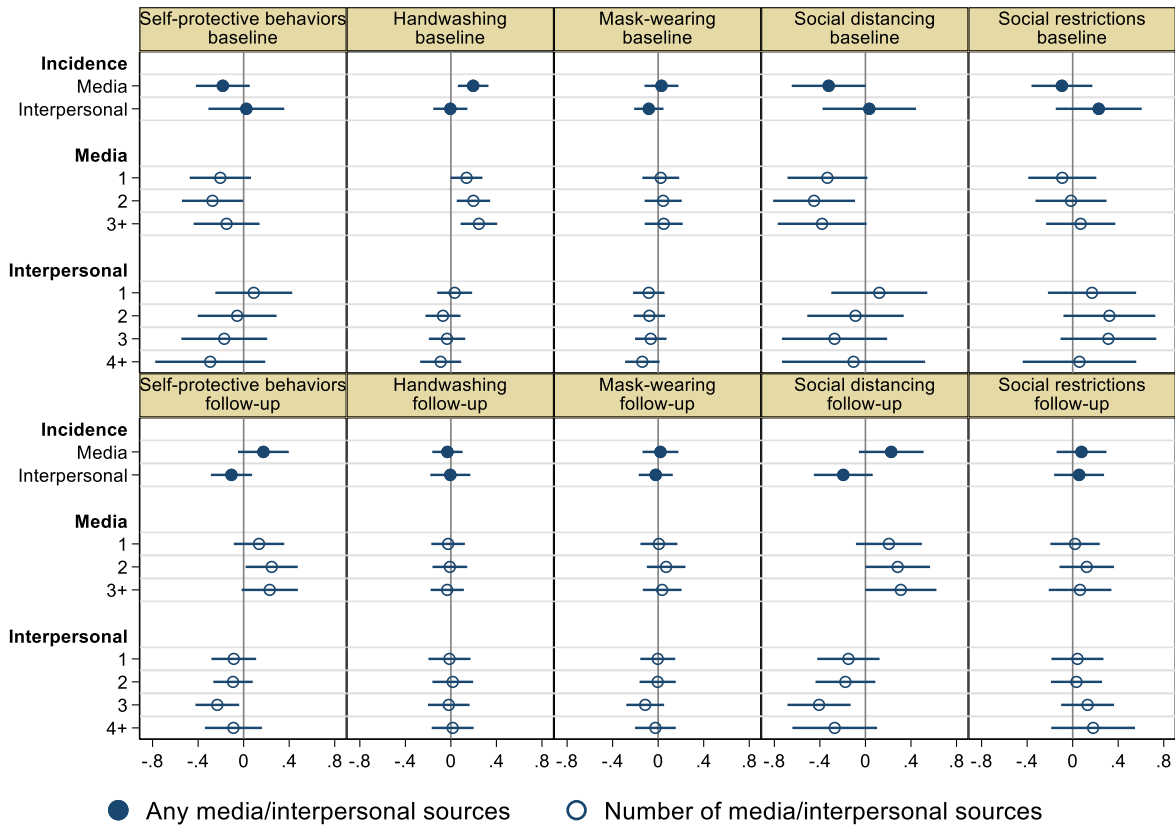 Self-protective behaviors baseline
Handwashing baseline
Mask-wearing baseline
Social distancing baseline
Social restrictions baseline
Incidence
Media
Interpersonal
Media
1
2
3+
Interpersonal
1
2
3
4+
Self-protective behaviors follow-up
Handwashing follow-up
Mask-wearing follow-up
Social distancing follow-up
Social restrictions follow-up
Incidence
Media
Interpersonal
Media
1
2
3+
Interpersonal
1
2
3
4+
-.8 -.4 0 .4 .8 -.8 -.4 0 .4 .8 -.8 -.4 0 .4 .8 -.8 -.4 0 .4 .8 -.8 -.4 0 .4 .8
Any media/interpersonal sources
Number of media/interpersonal sources